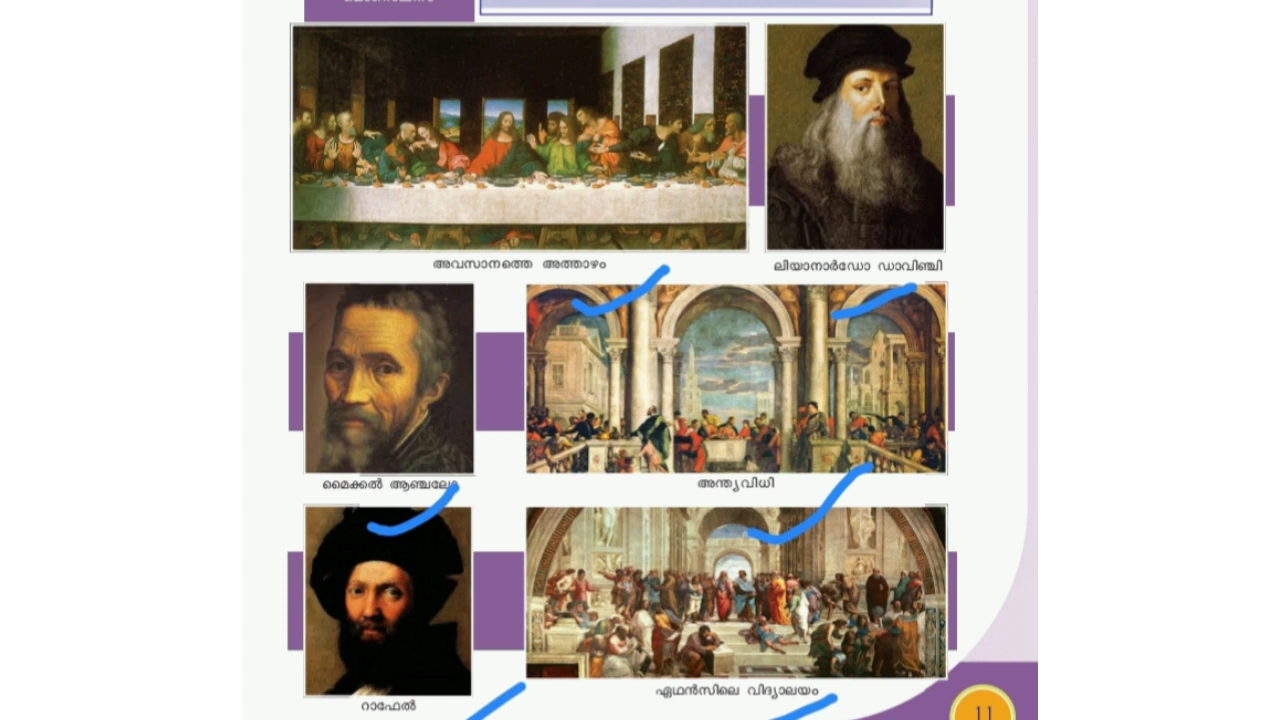 അവസാനത്തെ അത്താഴം
ലിയാനാർഡോ ഡാവിഞ്ചി
മൈക്കൽ ആഞ്ചലോ
അന്ത്യവിധി
റാഫേൽ
ഏഥൻസിലെ വിദ്യാലയം
11